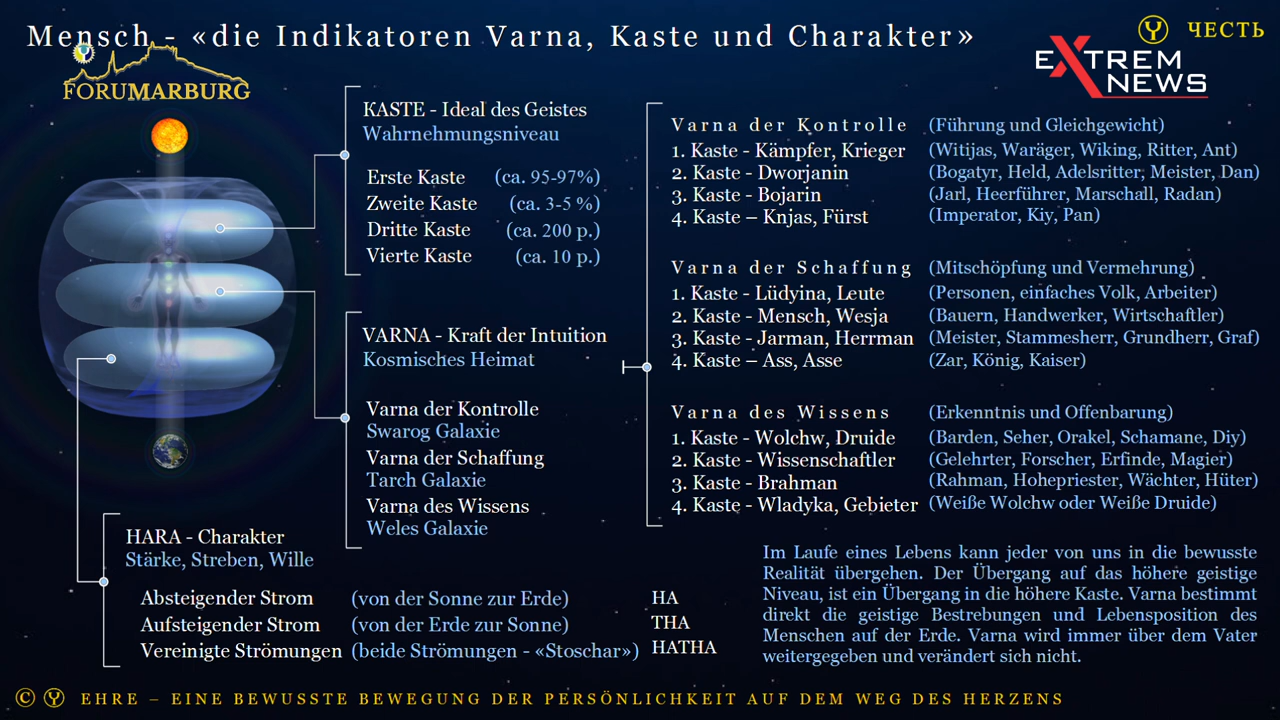 Mensch - «die Indikatoren Varna, Kaste und Charakter»
ЧЕСТЬ
FORUMARBURG
EXTREM
NEWS
KASTE - Ideal des Geistes
Wahrnehmungsniveau
Erste Kaste (ca. 95-97%)
Zweite Kaste (ca. 3-5 %)
Dritte Kaste (ca. 200 p.)
Vierte Kaste (ca. 10 p.)
VARNA - Kraft der Intuition
Kosmisches Heimat
Varna der Kontrolle
Swarog Galaxie
Varna der Schaffung
Tarch Galaxie
Varna des Wissens
Weles Galaxie
HARA - Charakter
Stärke, Streben, Wille
Absteigender Strom (von der Sonne zur Erde) HA
Aufsteigender Strom (von der Erde zur Sonne) THA
Vereinigte Strömungen (beide Strömungen - «Stoschar») HATHA
Varna der Kontrolle (Führung und Gleichgewicht)
1. Kaste - Kämpfer, Krieger (Witijas, Waräger, Wiking, Ritter, Ant)
2. Kaste - Dworjanin (Bogatyr, Held, Adelsritter, Meister, Dan)
3. Kaste - Bojarin (Jarl, Heerführer, Marschall, Radan)
4. Kaste – Knjas, Fürst (Imperator, Kiy, Pan)
Varna der Schaffung (Mitschöpfung und Vermehrung)
1. Kaste - Lüdyina, Leute (Personen, einfaches Volk, Arbeiter)
2. Kaste - Mensch, Wesja (Bauern, Handwerker, Wirtschaftler)
3. Kaste - Jarman, Herrman (Meister, Stammesherr, Grundherr, Graf)
4. Kaste – Ass, Asse (Zar, König, Kaiser)
Varna des Wissens (Erkenntnis und Offenbarung)
1. Kaste - Wolchw, Druide (Barden, Seher, Orakel, Schamane, Diy)
2. Kaste - Wissenschaftler (Gelehrter, Forscher, Erfinde, Magier)
3. Kaste - Brahman (Rahman, Hohepriester, Wächter, Hüter)
4. Kaste - Wladyka, Gebieter (Weiße Wolchw oder Weiße Druide)
Im Laufe eines Lebens kann jeder von uns in die bewusste
Realität übergehen. Der Übergang auf das höhere geistige
Niveau, ist ein Übergang in die höhere Kaste. Varna bestimmt
direkt die geistige Bestrebungen und Lebensposition des
Menschen auf der Erde. Varna wird immer über dem Vater
weitergegeben und verändert sich nicht.
© EHRE – EINE BEWUSSTE BEWEGUNG DER PERSÖNLICHKEIT AUF DEM WEG DES HERZENS